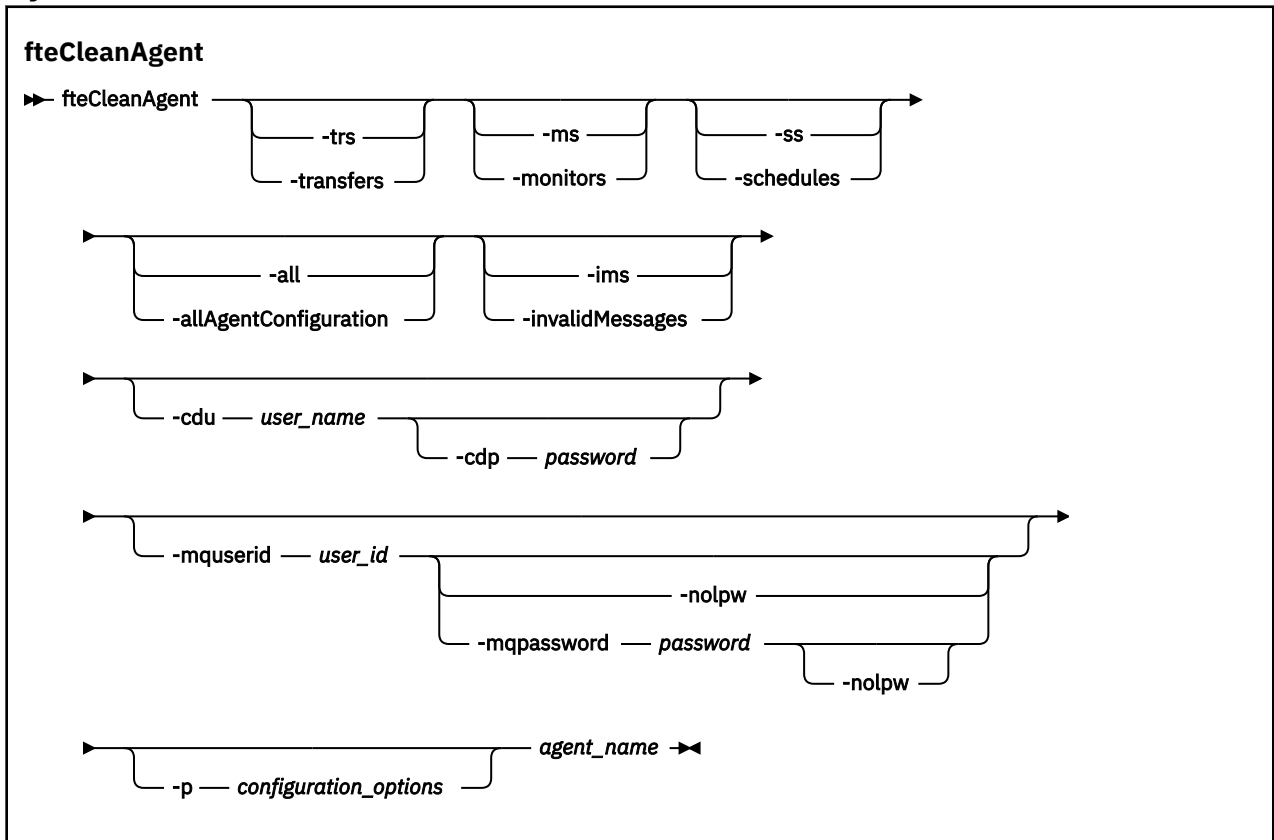 fteCleanAgent
fteCleanAgent
-trs -ms -ss
-transfers -monitors -schedules
-all -ims
-allAgentConfiguration -invalidMessages
-cdu user_name
-cdp password
-mquserid user_id
-nolpw
-mqpassword password
-nolpw
agent_name
-p configuration_options